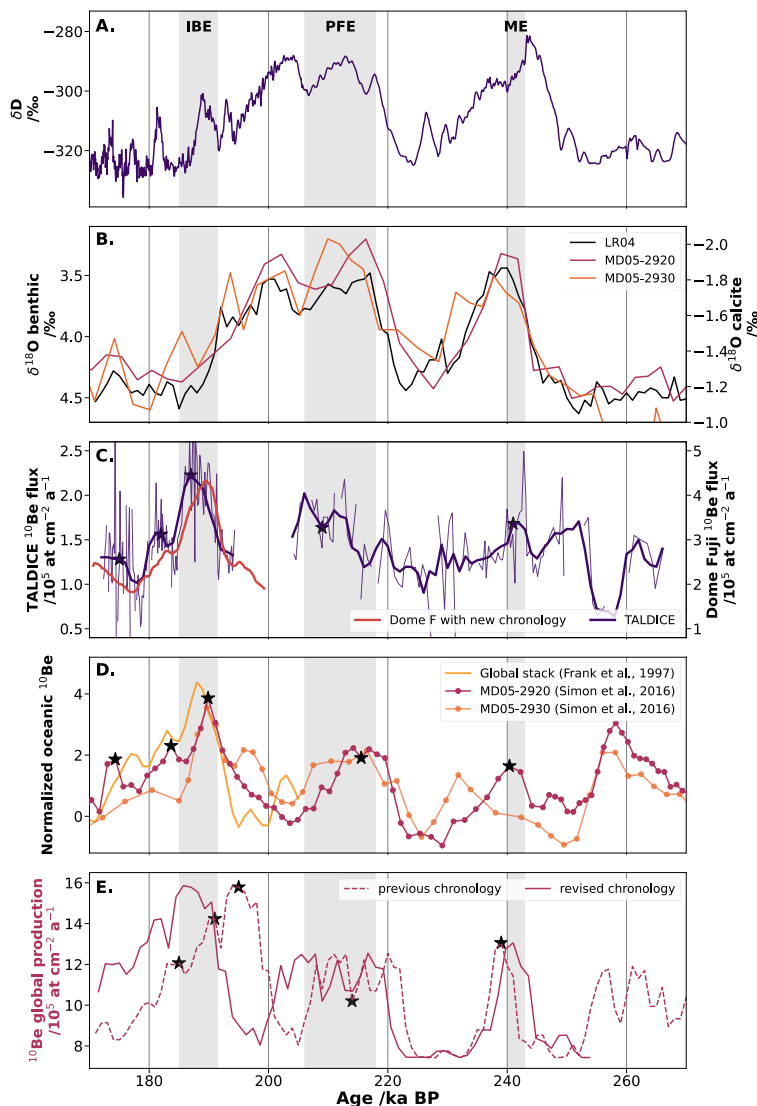 A. IBE PFE ME
−280
−300
−320
δD
/‰
B.
LR04
MD05-2920
MD05-2930
3.5
4.0
4.5
δ¹⁸O benthic
/‰
−2.0
−1.8
−1.6
−1.4
−1.2
−1.0
δ¹⁸O calcite
/‰
C.
2.5
2.0
1.5
1.0
0.5
TALDICE ¹⁰Be flux
/10⁵ at cm⁻² a⁻¹
5
4
3
2
1
Dome Fuji ¹⁰Be flux
/10⁵ at cm⁻² a⁻¹
Dome F with new chronology
TALDICE
D.
Global stack (Frank et al., 1997)
MD05-2920 (Simon et al., 2016)
MD05-2930 (Simon et al., 2016)
4
2
0
Normalized oceanic ¹⁰Be
E.
previous chronology
revised chronology
16
14
12
10
8
¹⁰Be global production
/10⁵ at cm⁻² a⁻¹
180 200 220 240 260
Age /ka BP